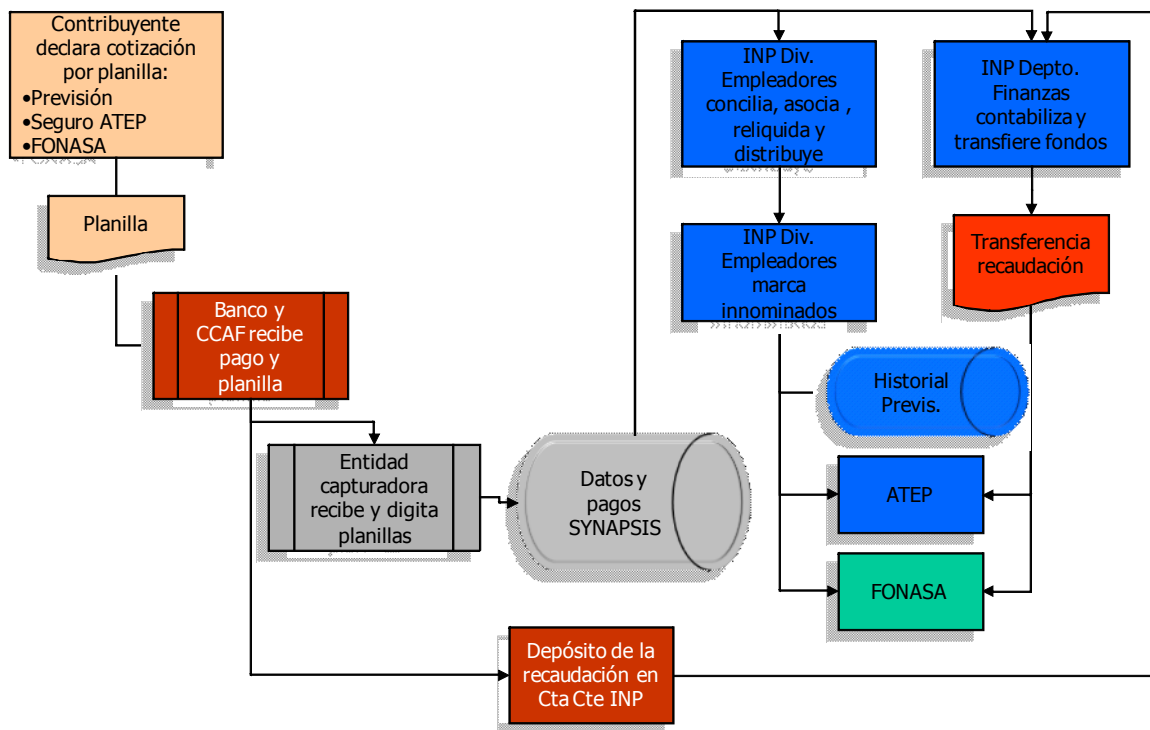 Contribuyente
declara cotización
por planilla:
•Previsión
•Seguro ATEP
•FONASA
Planilla
Banco y
CCAF recibe
pago y
planilla
Entidad
capturadora
recibe y digita
planillas
Datos y
pagos
SYNAPSIS
Depósito de la
recaudación en
Cta Cte INP
INP Div.
Empleadores
concilia, asocia ,
reliquida y
distribuye
INP Div.
Empleadores
marca
innominados
INP Depto.
Finanzas
contabiliza y
transfiere fondos
Transferencia
recaudación
Historial
Previs.
ATEP
FONASA